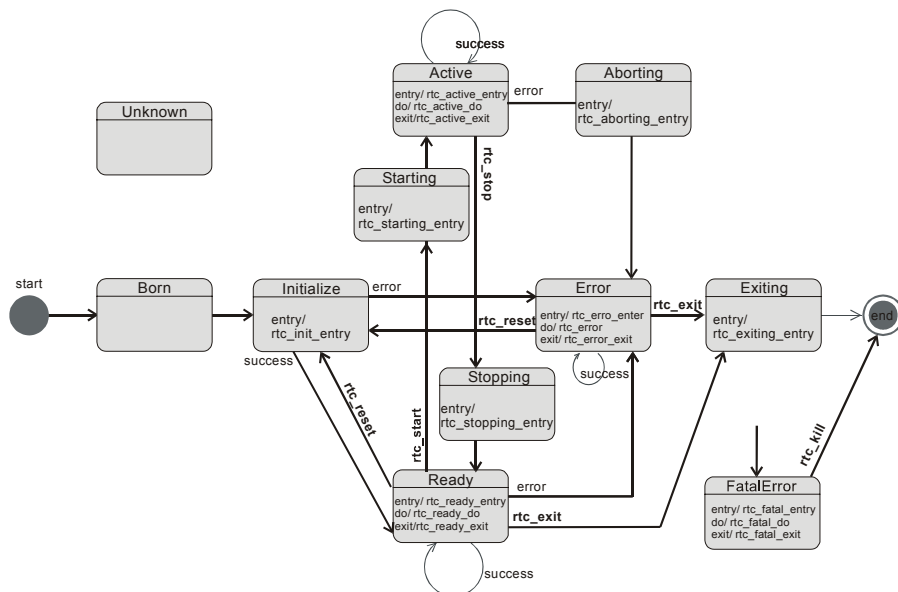 success
Active
entry/ rtc_active_entry
do/ rtc_active_do
exit/rtc_active_exit
error
Aborting
entry/
rtc_aborting_entry
Unknown
rtc_stop
Starting
entry/
rtc_starting_entry
start
Born
Initialize
entry/
rtc_init_entry
error
Error
entry/ rtc_erro_enter
do/ rtc_error
exit/ rtc_error_exit
rtc_exit
Exiting
entry/
rtc_exiting_entry
end
rtc_reset
success
success
Stopping
entry/
rtc_stopping_entry
rtc_reset
rtc_start
rtc_kill
Ready
entry/ rtc_ready_entry
do/ rtc_ready_do
exit/rtc_ready_exit
error
rtc_exit
FatalError
entry/ rtc_fatal_entry
do/ rtc_fatal_do
exit/ rtc_fatal_exit
success